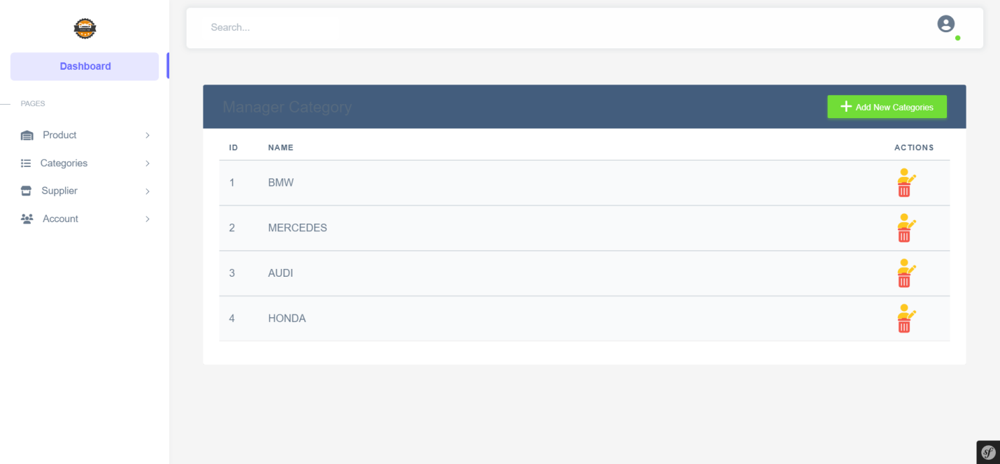 Search...
Dashboard
PAGES
Product
Categories
Supplier
Account
Manager Category
Add New Categories
ID NAME ACTIONS
1 BMW
2 MERCEDES
3 AUDI
4 HONDA
sf